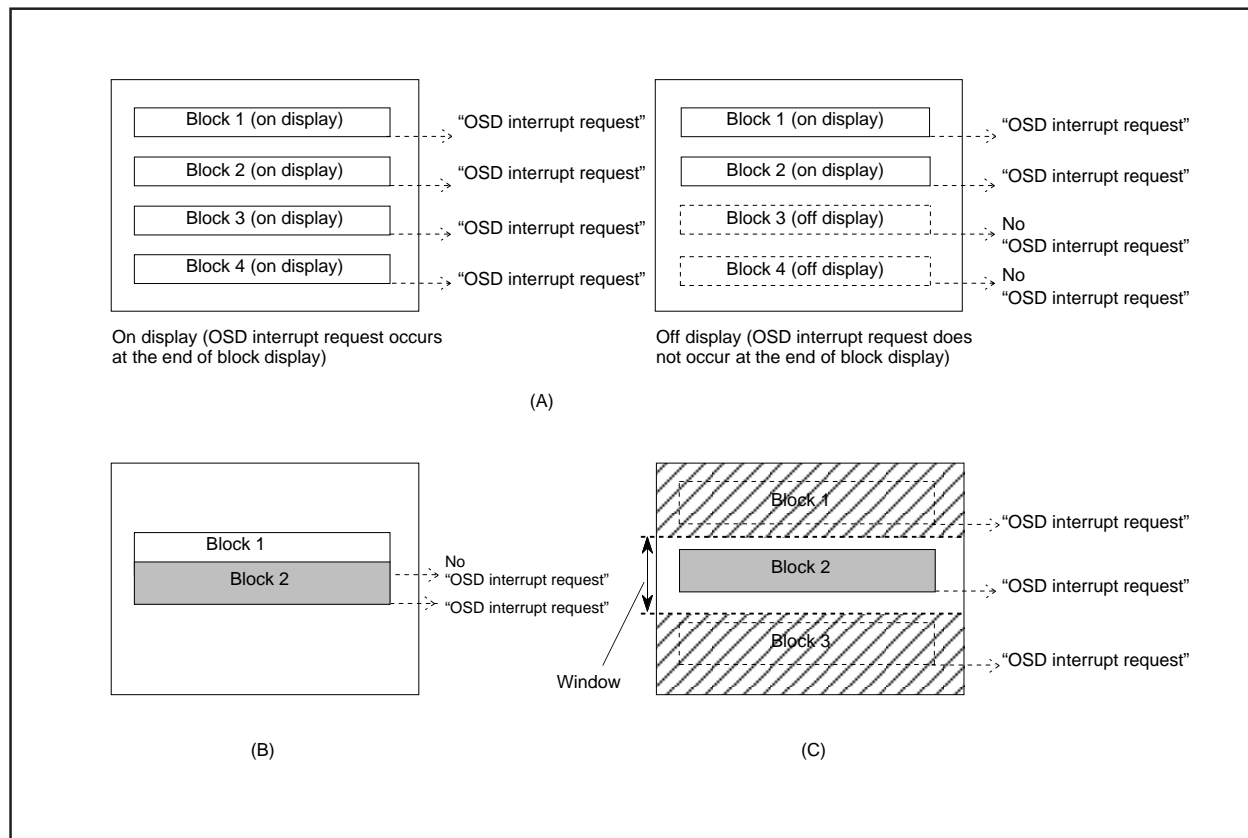 Block 1 (on display)
“OSD interrupt request”
Block 2 (on display)
“OSD interrupt request”
Block 3 (on display)
“OSD interrupt request”
Block 4 (on display)
“OSD interrupt request”
On display (OSD interrupt request occurs
at the end of block display)
Block 1 (on display)
“OSD interrupt request”
Block 2 (on display)
“OSD interrupt request”
Block 3 (off display)
No
“OSD interrupt request”
Block 4 (off display)
No
“OSD interrupt request”
Off display (OSD interrupt request does
not occur at the end of block display)
(A)
Block 1
Block 2
No
“OSD interrupt request”
“OSD interrupt request”
(B)
Block 1
“OSD interrupt request”
Block 2
“OSD interrupt request”
Block 3
“OSD interrupt request”
Window
(C)